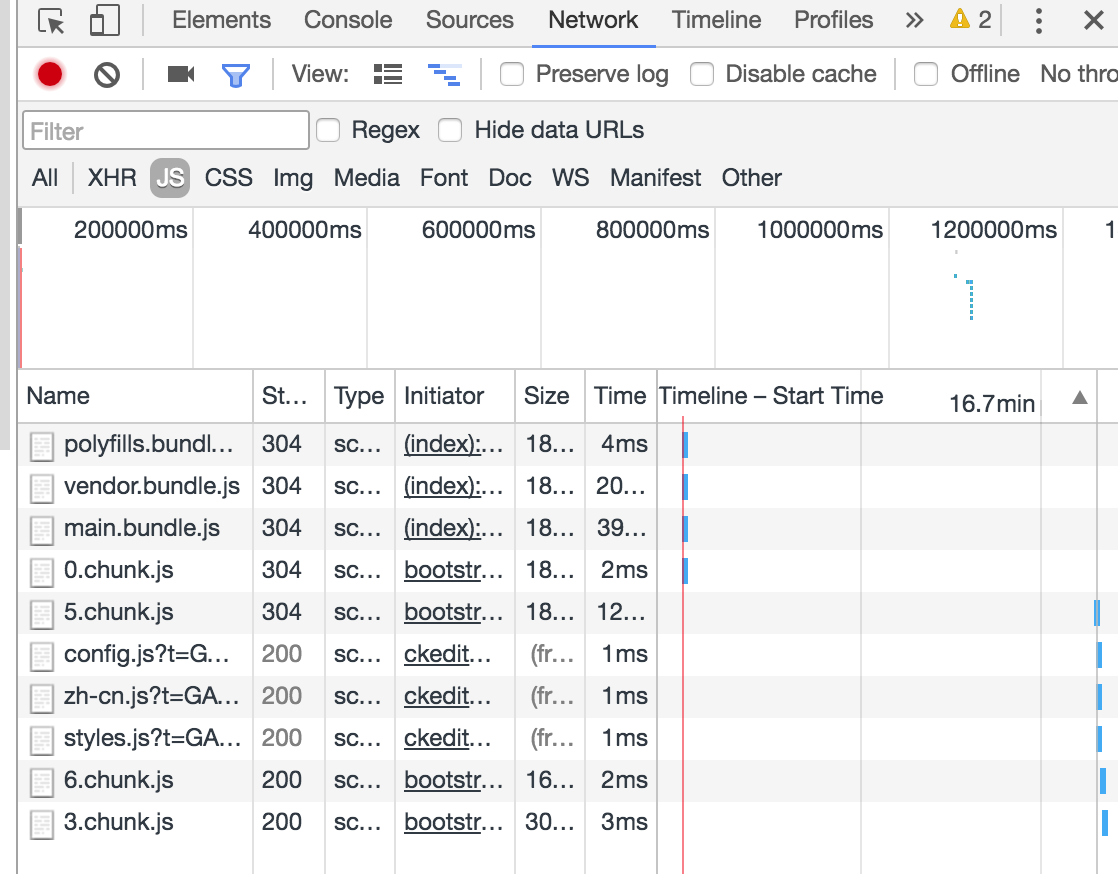 Elements Console Sources Network Timeline Profiles » 2
View: Preserve log Disable cache Offline No thro
Filter Regex Hide data URLs
All XHR JS CSS Img Media Font Doc WS Manifest Other
200000ms 400000ms 600000ms 800000ms 1000000ms 1200000ms 1
Name St… Type Initiator Size Time Timeline – Start Time 16.7min
polyfills.bundl… 304 sc… (index):… 18… 4ms
vendor.bundle.js 304 sc… (index):… 18… 20…
main.bundle.js 304 sc… (index):… 18… 39…
0.chunk.js 304 sc… bootstr… 18… 2ms
5.chunk.js 304 sc… bootstr… 18… 12…
config.js?t=G… 200 sc… ckedit… (fr… 1ms
zh-cn.js?t=GA… 200 sc… ckedit… (fr… 1ms
styles.js?t=GA… 200 sc… ckedit… (fr… 1ms
6.chunk.js 200 sc… bootstr… 16… 2ms
3.chunk.js 200 sc… bootstr… 30… 3ms